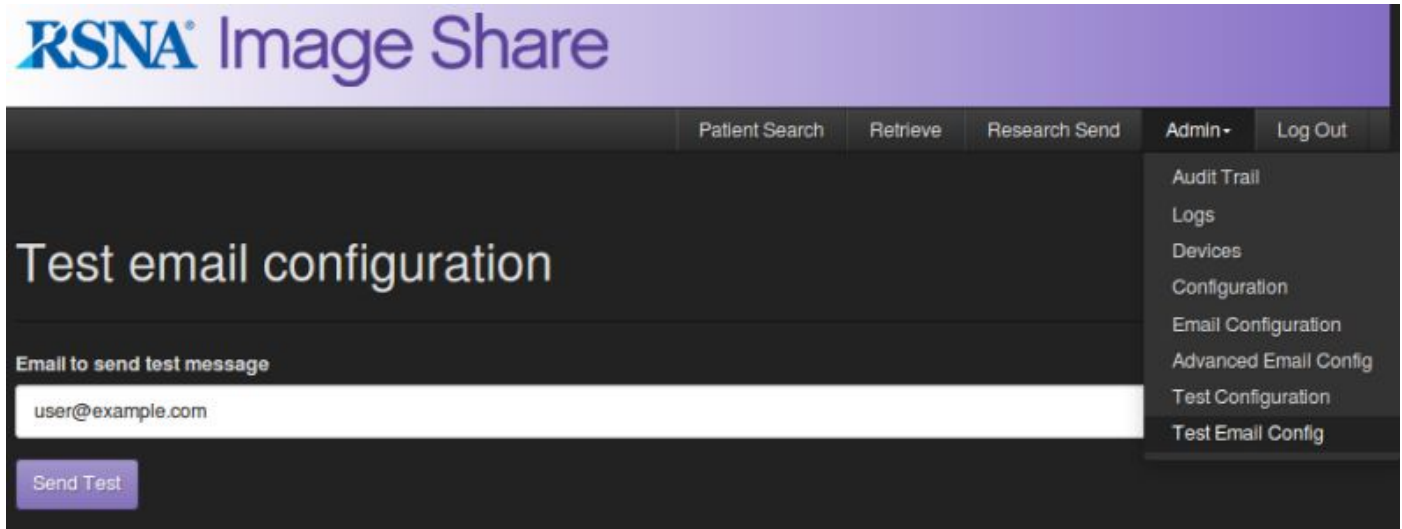 RSNA® Image Share
Patient Search Retrieve Research Send Admin Log Out
Audit Trail
Logs
Devices
Configuration
Email Configuration
Advanced Email Config
Test Configuration
Test Email Config
Test email configuration
Email to send test message
user@example.com
Send Test